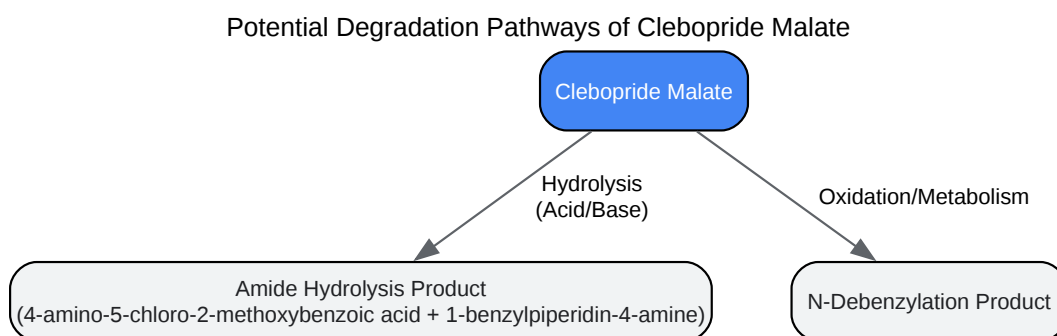 Potential Degradation Pathways of Clebopride Malate
Clebopride Malate
Hydrolysis
(Acid/Base)
Oxidation/Metabolism
Amide Hydrolysis Product
(4-amino-5-chloro-2-methoxybenzoic acid + 1-benzylpiperidin-4-amine)
N-Debenzylation Product